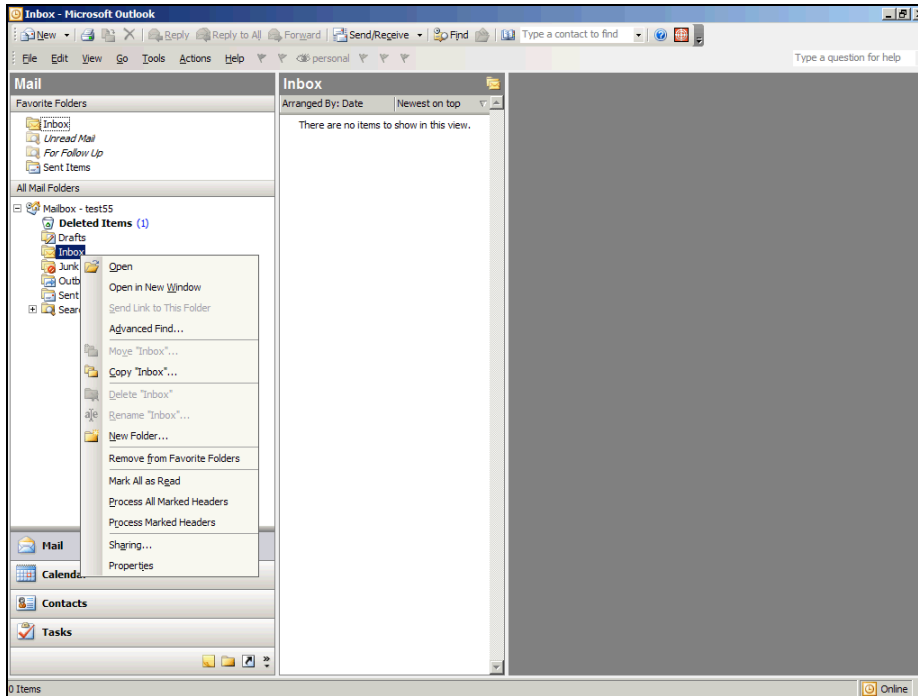 Inbox - Microsoft Outlook
New Reply Reply to All Forward Send/Receive Find Type a contact to find
File Edit View Go Tools Actions Help personal Type a question for help
Mail
Favorite Folders
Inbox
Unread Mail
For Follow Up
Sent Items
All Mail Folders
Mailbox - test55
Deleted Items (1)
Drafts
Inbox
Junk
Outb
Sent
Sear
Open
Open in New Window
Send Link to This Folder
Advanced Find...
Move "Inbox"...
Copy "Inbox"...
Delete "Inbox"
Rename "Inbox"...
New Folder...
Remove from Favorite Folders
Mark All as Read
Process All Marked Headers
Process Marked Headers
Sharing...
Properties
Mail
Calenda
Contacts
Tasks
Inbox
Arranged By: Date Newest on top
There are no items to show in this view.
0 Items
Online